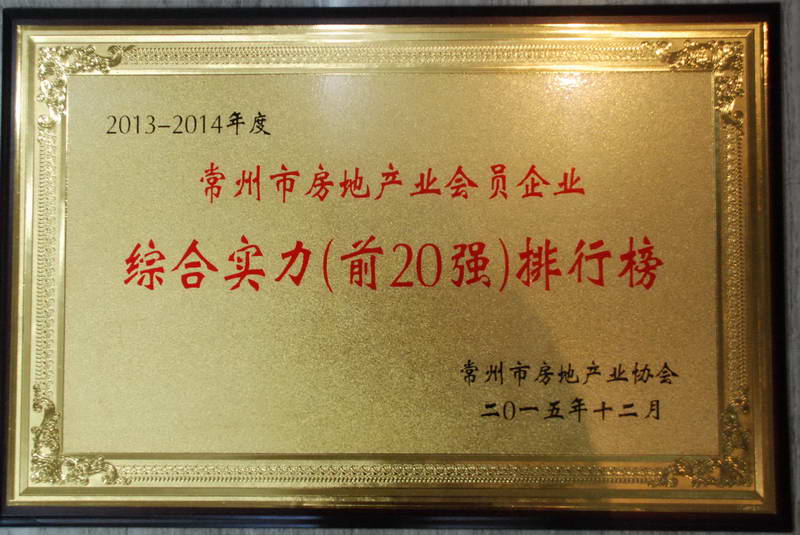 2013-2014年度
常州市房地产业会员企业
综合实力(前20强)排行榜
常州市房地产业协会
二〇一五年十二月